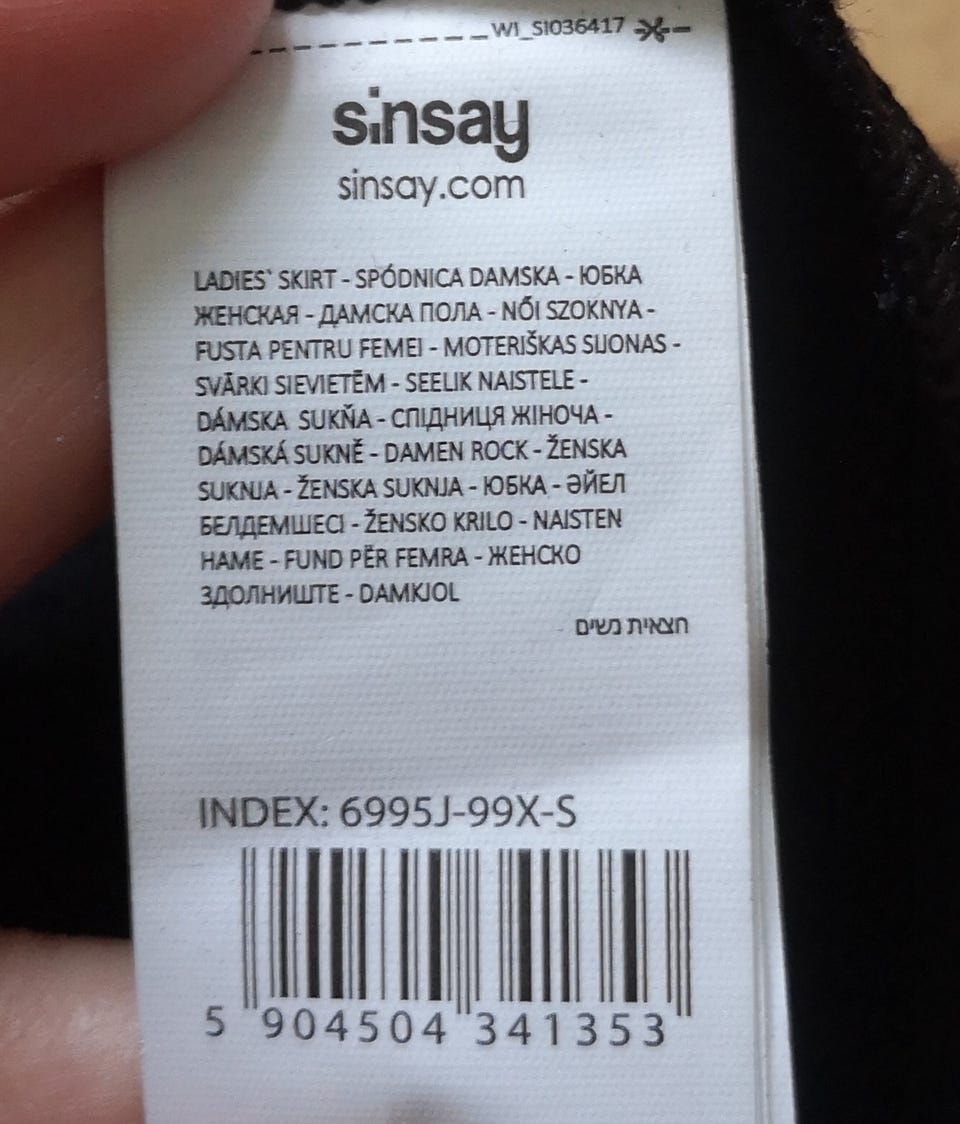 WI_SI036417
sinsay
sinsay.com
LADIES` SKIRT - SPÓDNICA DAMSKA - ЮБКА
ЖЕНСКАЯ - ДАМСКА ПОЛА - NŐI SZOKNYA -
FUSTA PENTRU FEMEI - MOTERIŠKAS SIJONAS -
SVĀRKI SIEVIETĒM - SEELIK NAISTELE -
DÁMSKA SUKŇA - СПІДНИЦЯ ЖІНОЧА -
DÁMSKÁ SUKNĚ - DAMEN ROCK - ŽENSKA
SUKNJA - ŽENSKA SUKNJA - ЮБКА - ӘЙЕЛ
БЕЛДЕМШЕСІ - ŽENSKO KRILO - NAISTEN
HAME - FUND PËR FEMRA - ЖЕНСКО
ЗДОЛНИШТЕ - DAMKJOL
חצאית נשים
INDEX: 6995J-99X-S
5 904504 341353